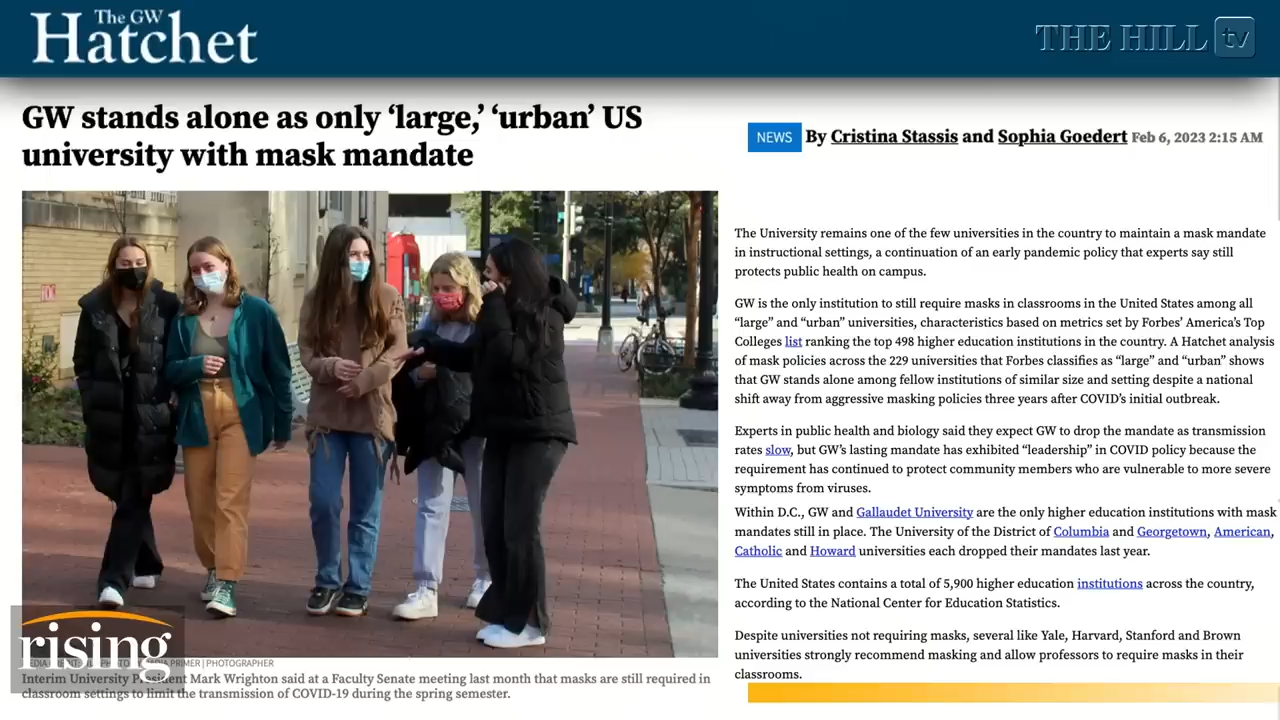 The GW
Hatchet
THE HILL tv
GW stands alone as only ‘large,’ ‘urban’ US
university with mask mandate
NEWS By Cristina Stassis and Sophia Goedert Feb 6, 2023 2:15 AM
The University remains one of the few universities in the country to maintain a mask mandate
in instructional settings, a continuation of an early pandemic policy that experts say still
protects public health on campus.
GW is the only institution to still require masks in classrooms in the United States among all
“large” and “urban” universities, characteristics based on metrics set by Forbes’ America’s Top
Colleges list ranking the top 498 higher education institutions in the country. A Hatchet analysis
of mask policies across the 229 universities that Forbes classifies as “large” and “urban” shows
that GW stands alone among fellow institutions of similar size and setting despite a national
shift away from aggressive masking policies three years after COVID’s initial outbreak.
Experts in public health and biology said they expect GW to drop the mandate as transmission
rates slow, but GW’s lasting mandate has exhibited “leadership” in COVID policy because the
requirement has continued to protect community members who are vulnerable to more severe
symptoms from viruses.
Within D.C., GW and Gallaudet University are the only higher education institutions with mask
mandates still in place. The University of the District of Columbia and Georgetown, American,
Catholic and Howard universities each dropped their mandates last year.
The United States contains a total of 5,900 higher education institutions across the country,
according to the National Center for Education Statistics.
Despite universities not requiring masks, several like Yale, Harvard, Stanford and Brown
universities strongly recommend masking and allow professors to require masks in their
classrooms.
rising
PRIMER | PHOTOGRAPHER
Interim University President Mark Wrighton said at a Faculty Senate meeting last month that masks are still required in
classroom settings to limit the transmission of COVID-19 during the spring semester.